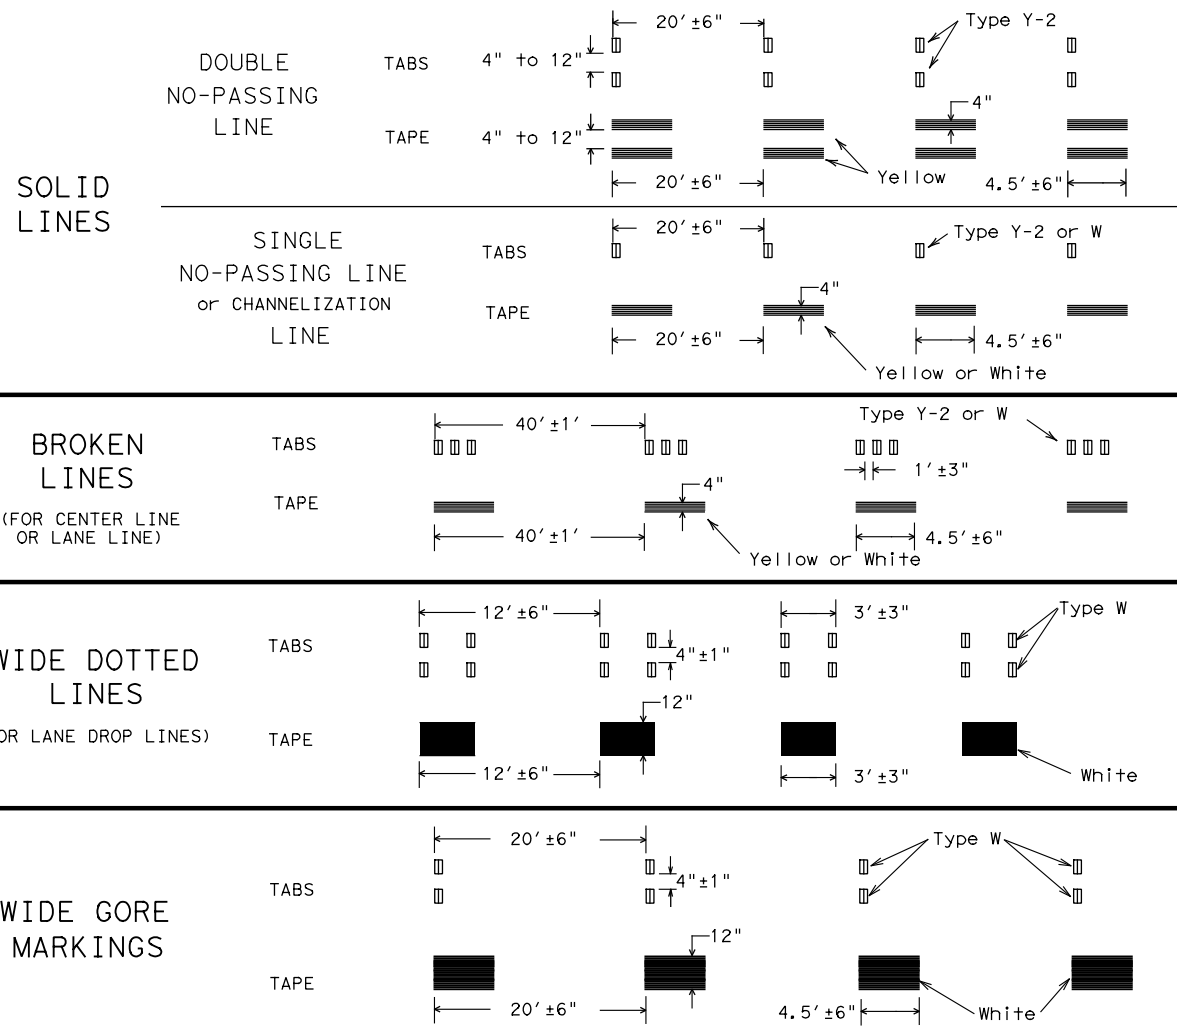 SOLID
LINES
DOUBLE
NO-PASSING
LINE
TABS
4" to 12"
20'±6"
Type Y-2
TAPE
4" to 12"
4"
Yellow
20'±6"
4.5'±6"
SINGLE
NO-PASSING LINE
or CHANNELIZATION
LINE
TABS
20'±6"
Type Y-2 or W
TAPE
4"
20'±6"
4.5'±6"
Yellow or White
BROKEN
LINES
(FOR CENTER LINE
OR LANE LINE)
TABS
40'±1'
Type Y-2 or W
1'±3"
TAPE
4"
40'±1'
4.5'±6"
Yellow or White
WIDE DOTTED
LINES
OR LANE DROP LINES)
TABS
12'±6"
3'±3"
Type W
4"±1"
TAPE
12"
12'±6"
3'±3"
White
WIDE GORE
MARKINGS
TABS
20'±6"
Type W
4"±1"
TAPE
12"
20'±6"
4.5'±6"
White